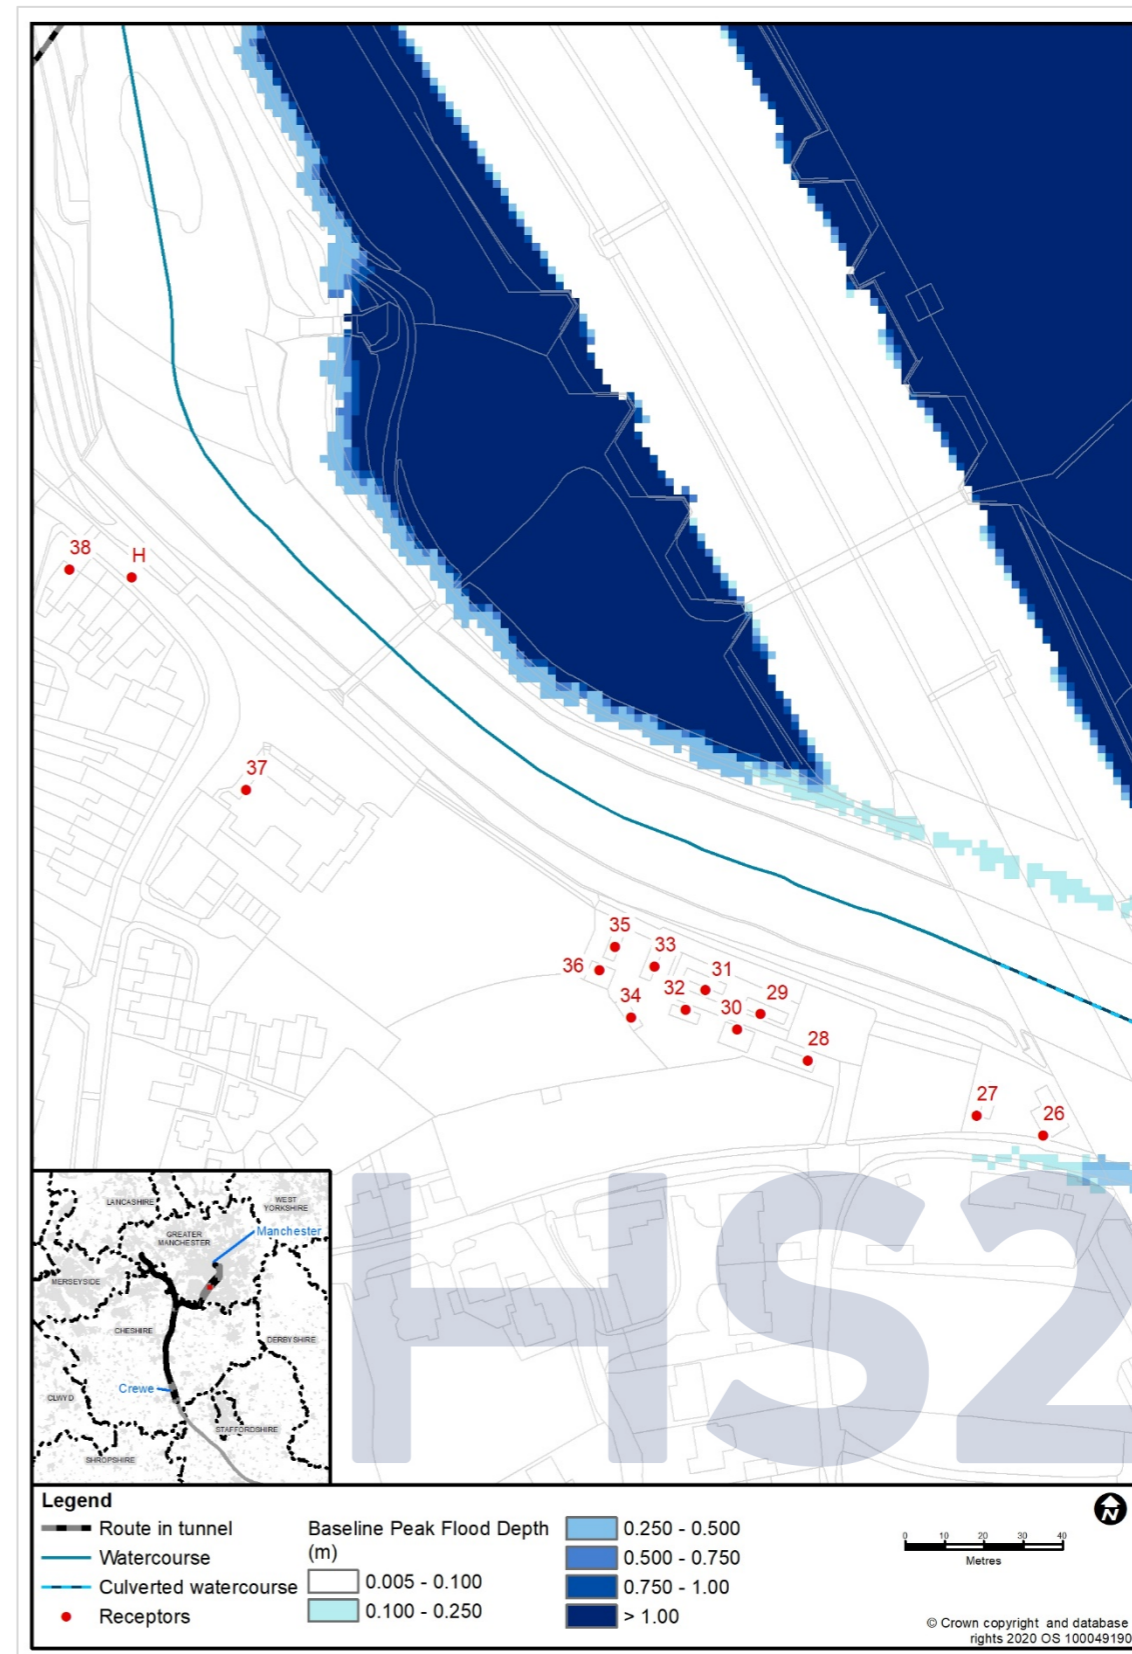 38
H
37
35
33
36
31
34
32
29
30
28
27
26
HS2
LANCASHIRE
WEST
YORKSHIRE
GREATER
MANCHESTER
Manchester
MERSEYSIDE
CHESHIRE
DERBYSHIRE
Crewe
CLWYD
STAFFORDSHIRE
SHROPSHIRE
Legend
Route in tunnel
Watercourse
Culverted watercourse
Receptors
Baseline Peak Flood Depth
(m)
0.005 - 0.100
0.100 - 0.250
0.250 - 0.500
0.500 - 0.750
0.750 - 1.00
> 1.00
N
0 10 20 30 40
Metres
© Crown copyright and database
rights 2020 OS 100049190